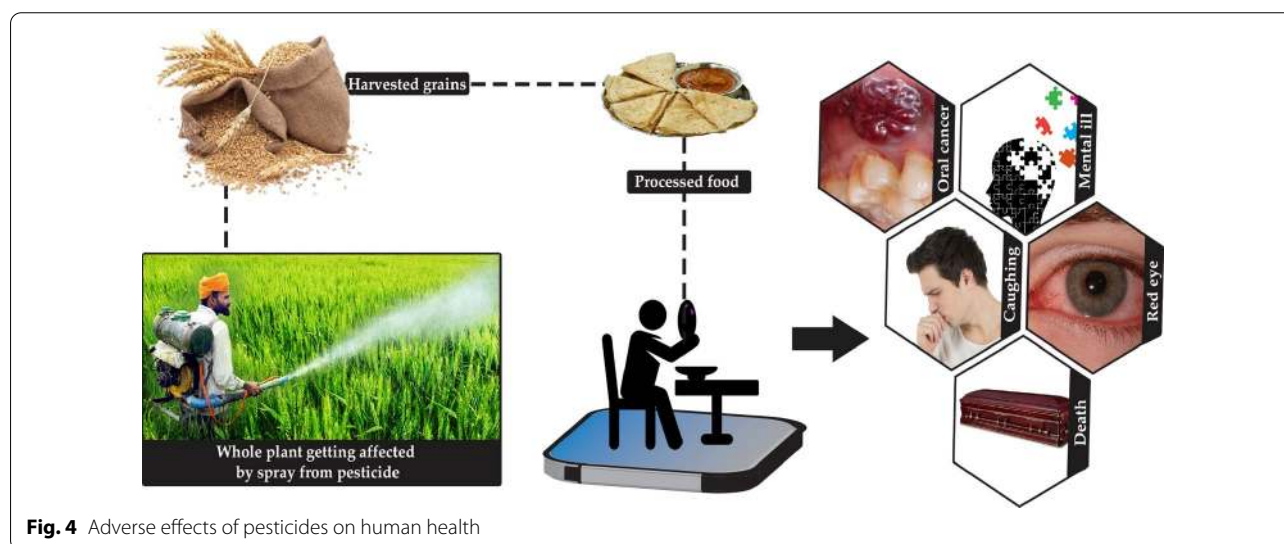 Harvested grains
Processed food
Whole plant getting affected
by spray from pesticide
Oral cancer
Mental ill
Caughing
Red eye
Death
Fig. 4 Adverse effects of pesticides on human health